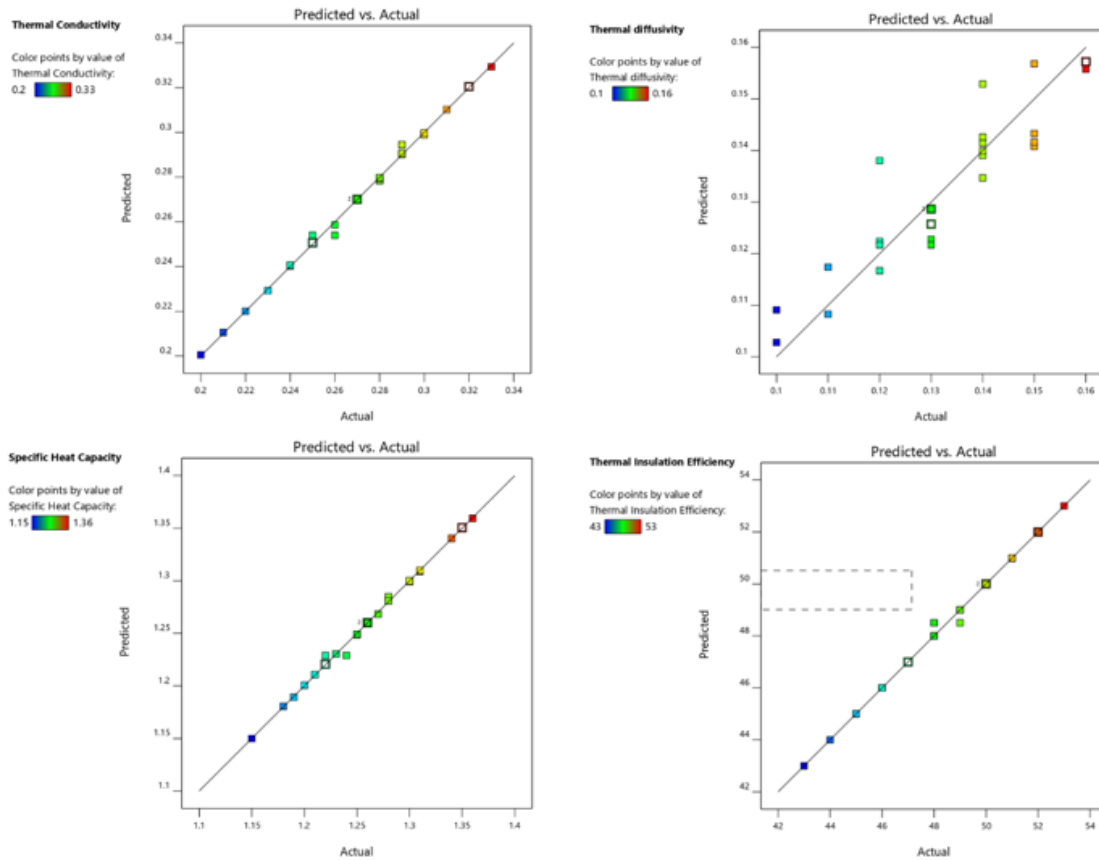 Thermal Conductivity
Color points by value of
Thermal Conductivity:
0.2 0.33
Predicted vs. Actual
Predicted
0.34
0.32
0.3
0.28
0.26
0.24
0.22
0.2
0.2 0.22 0.24 0.26 0.28 0.3 0.32 0.34
Actual
Thermal diffusivity
Color points by value of
Thermal diffusivity:
0.1 0.16
Predicted vs. Actual
Predicted
0.16
0.15
0.14
0.13
0.12
0.11
0.1
0.1 0.11 0.12 0.13 0.14 0.15 0.16
Actual
Specific Heat Capacity
Color points by value of
Specific Heat Capacity:
1.15 1.36
Predicted vs. Actual
Predicted
1.4
1.35
1.3
1.25
1.2
1.15
1.1
1.1 1.15 1.2 1.25 1.3 1.35 1.4
Actual
Thermal Insulation Efficiency
Color points by value of
Thermal Insulation Efficiency:
43 53
Predicted vs. Actual
Predicted
54
52
50
48
46
44
42
42 44 46 48 50 52 54
Actual